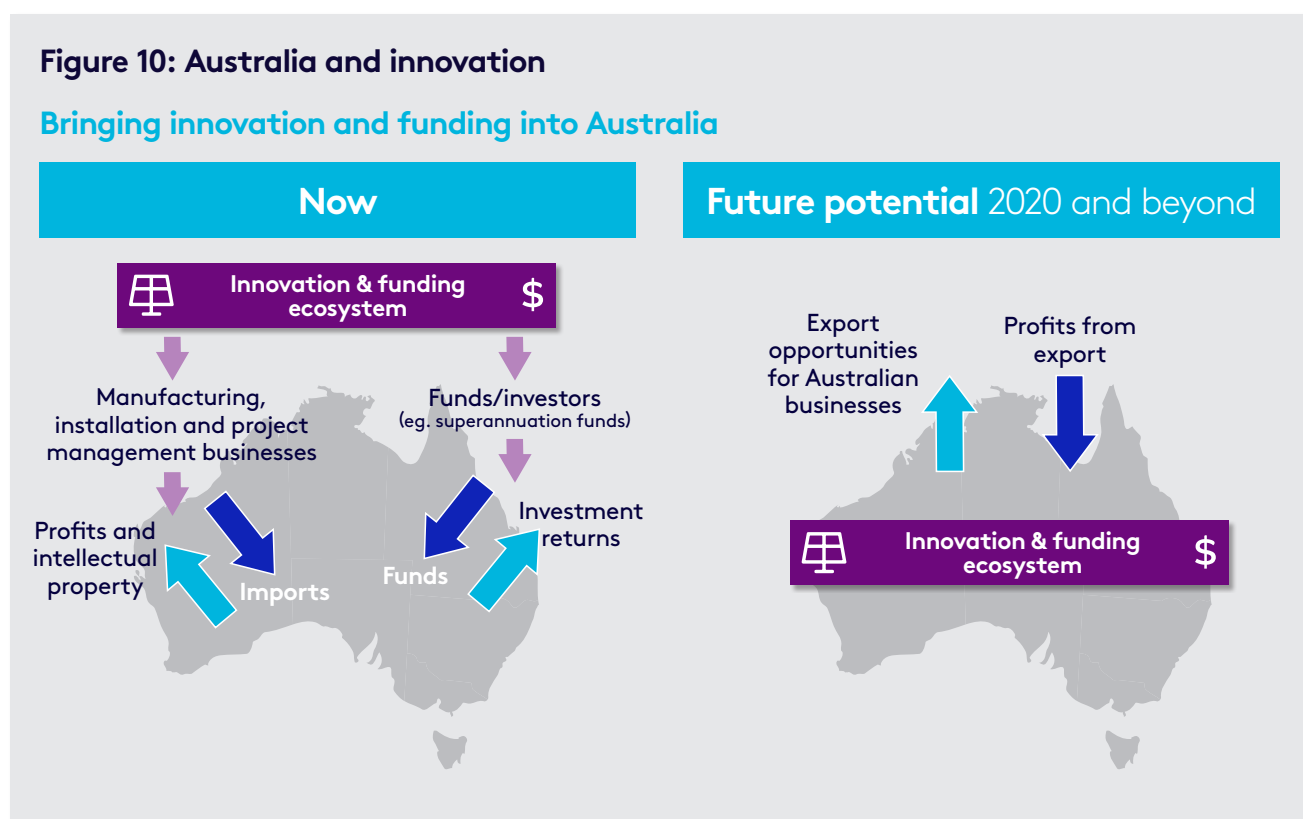 Figure 10: Australia and innovation
Bringing innovation and funding into Australia
Now
Innovation & funding
ecosystem
$
Manufacturing,
installation and project
management businesses
Funds/investors
(eg. superannuation funds)
Profits and
intellectual
property
Imports
Funds
Investment
returns
Future potential 2020 and beyond
Export
opportunities
for Australian
businesses
Profits from
export
Innovation & funding
ecosystem
$